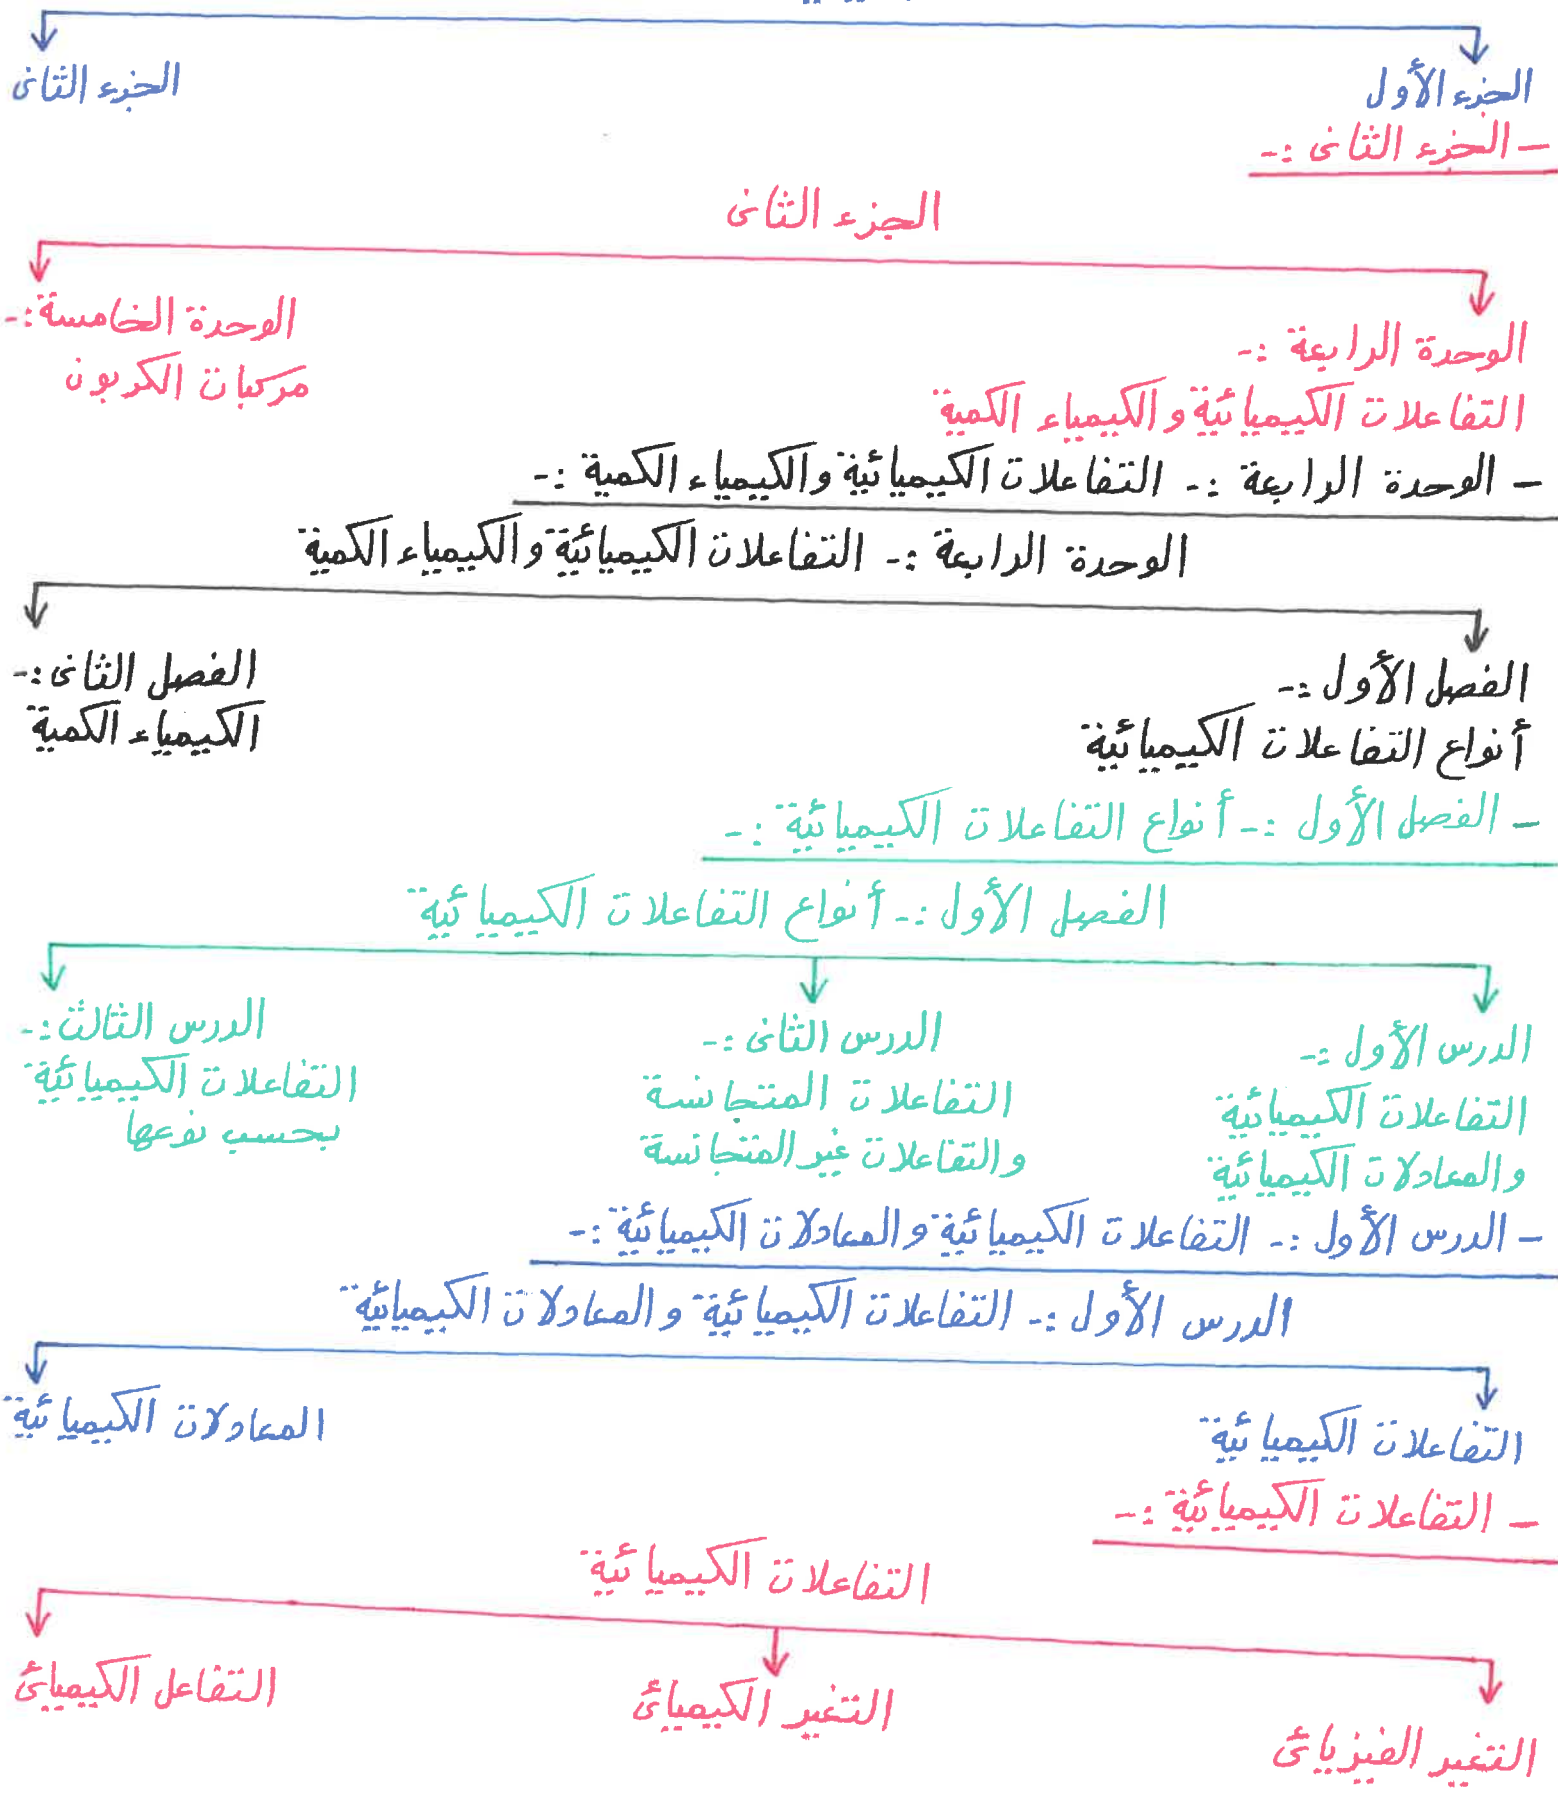 الجزء الأول
الجزء الثانى
- الجزء الثانى :-
الجزء الثانى
الوحدة الرابعة :-
التفاعلات الكيميائية والكيمياء الكمية
الوحدة الخامسة :-
مركبات الكربون
- الوحدة الرابعة :- التفاعلات الكيميائية والكيمياء الكمية :-
الوحدة الرابعة :- التفاعلات الكيميائية والكيمياء الكمية
الفصل الأول :-
أنواع التفاعلات الكيميائية
الفصل الثانى :-
الكيمياء الكمية
- الفصل الأول :- أنواع التفاعلات الكيميائية :-
الفصل الأول :- أنواع التفاعلات الكيميائية
الدرس الأول :-
التفاعلات الكيميائية
والمعادلات الكيميائية
الدرس الثانى :-
التفاعلات المتجانسة
والتفاعلات غير المتجانسة
الدرس الثالث :-
التفاعلات الكيميائية
بحسب نوعها
- الدرس الأول :- التفاعلات الكيميائية والمعادلات الكيميائية :-
الدرس الأول :- التفاعلات الكيميائية والمعادلات الكيميائية
التفاعلات الكيميائية
المعادلات الكيميائية
- التفاعلات الكيميائية :-
التفاعلات الكيميائية
التغير الفيزيائى
التغير الكيميائى
التفاعل الكيميائى